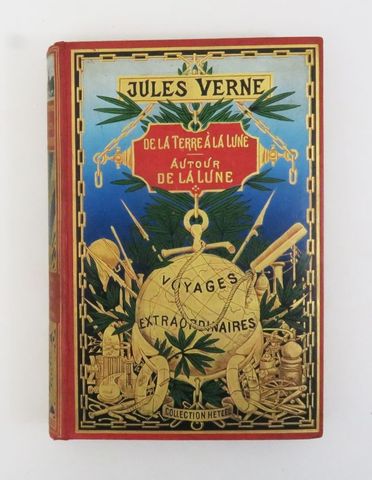 JULES VERNE
DE LA TERRE À LA LUNE
AUTOUR
DE LA LUNE
VOYAGES
EXTRAORDINAIRES
COLLECTION HETZEL